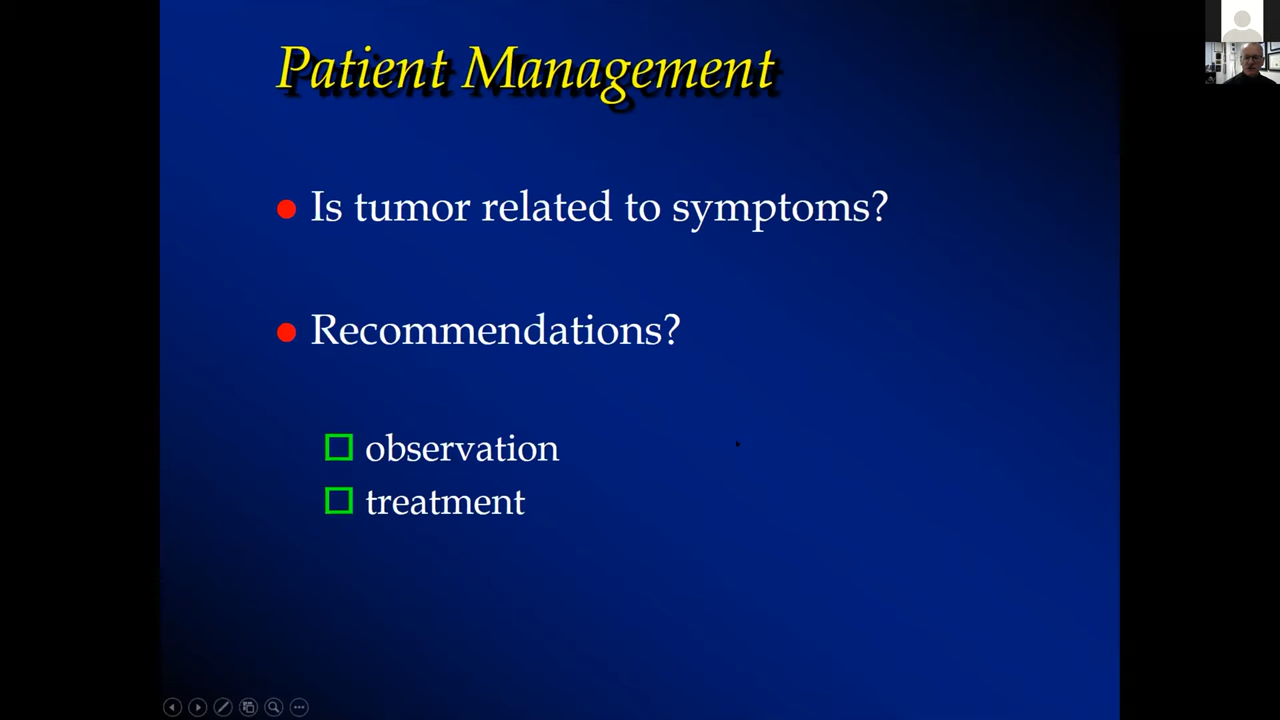 Patient Management
Is tumor related to symptoms?
Recommendations?
observation
treatment